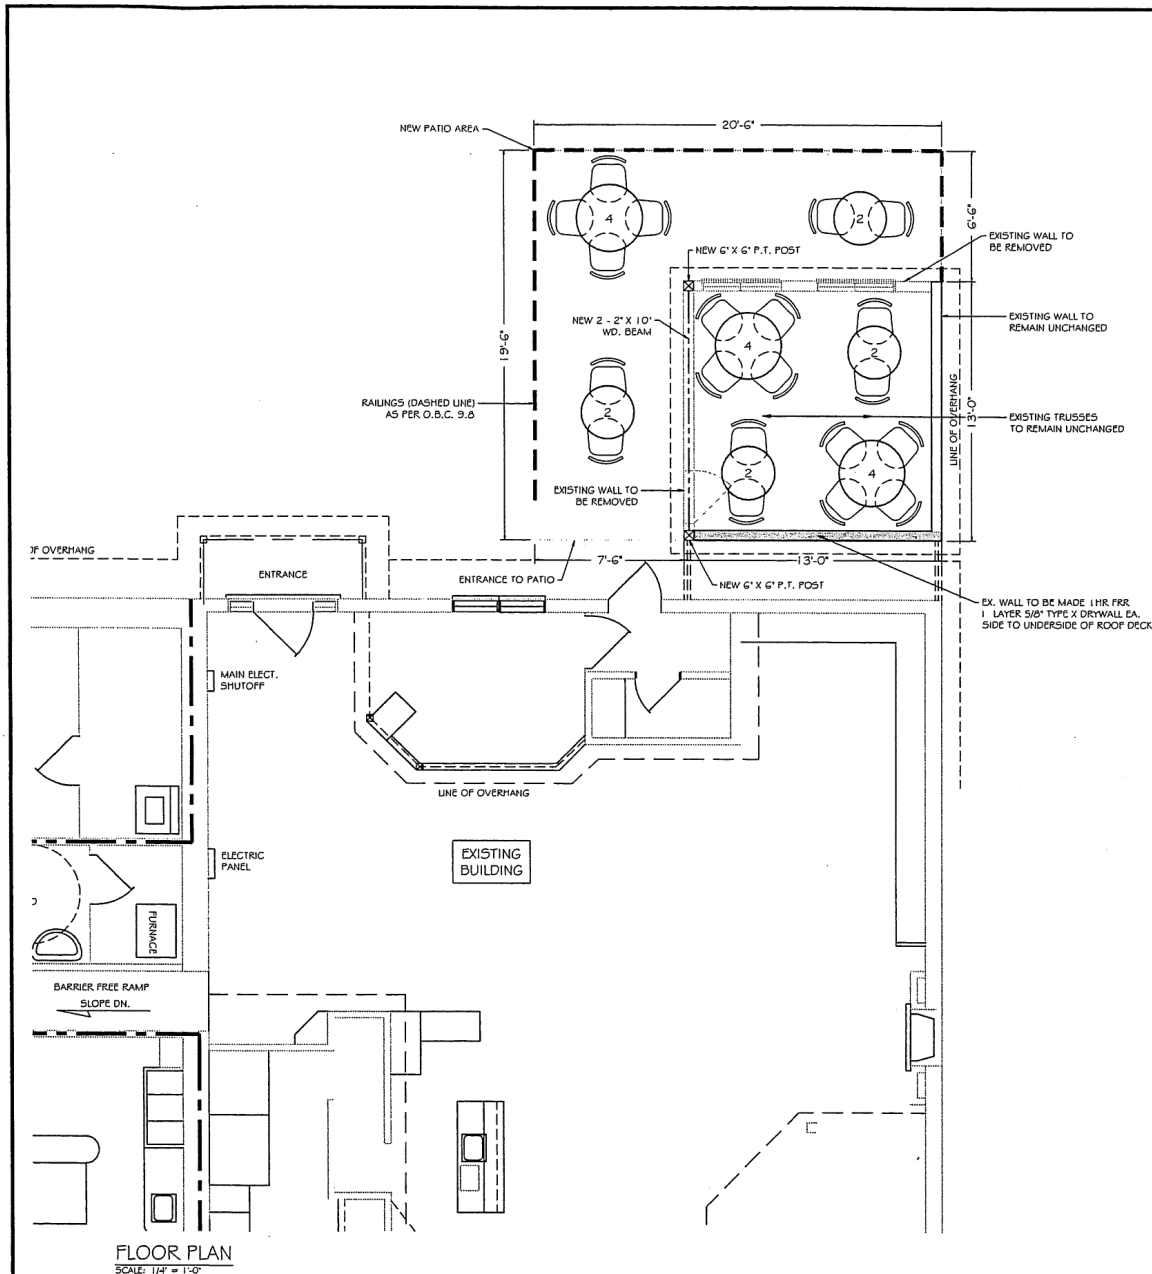 20'-6"
NEW PATIO AREA
4
2
6'-6"
EXISTING WALL TO
BE REMOVED
NEW 6" X 6" P.T. POST
NEW 2 - 2" X 10'
WD. BEAM
4
2
EXISTING WALL TO
REMAIN UNCHANGED
19'-6"
RAILINGS (DASHED LINE)
AS PER O.B.C. 9.8
2
LINE OF OVERHANG
13'-0"
EXISTING TRUSSES
TO REMAIN UNCHANGED
2
4
EXISTING WALL TO
BE REMOVED
OF OVERHANG
ENTRANCE
ENTRANCE TO PATIO
7'-6"
13'-0"
NEW 6" X 6" P.T. POST
EX. WALL TO BE MADE 1HR FRR
1 LAYER 5/8" TYPE X DRYWALL EA.
SIDE TO UNDERSIDE OF ROOF DECK
MAIN ELECT.
SHUTOFF
LINE OF OVERHANG
ELECTRIC
PANEL
EXISTING
BUILDING
FURNACE
BARRIER FREE RAMP
SLOPE DN.
FLOOR PLAN
SCALE: 1/4" = 1'-0"